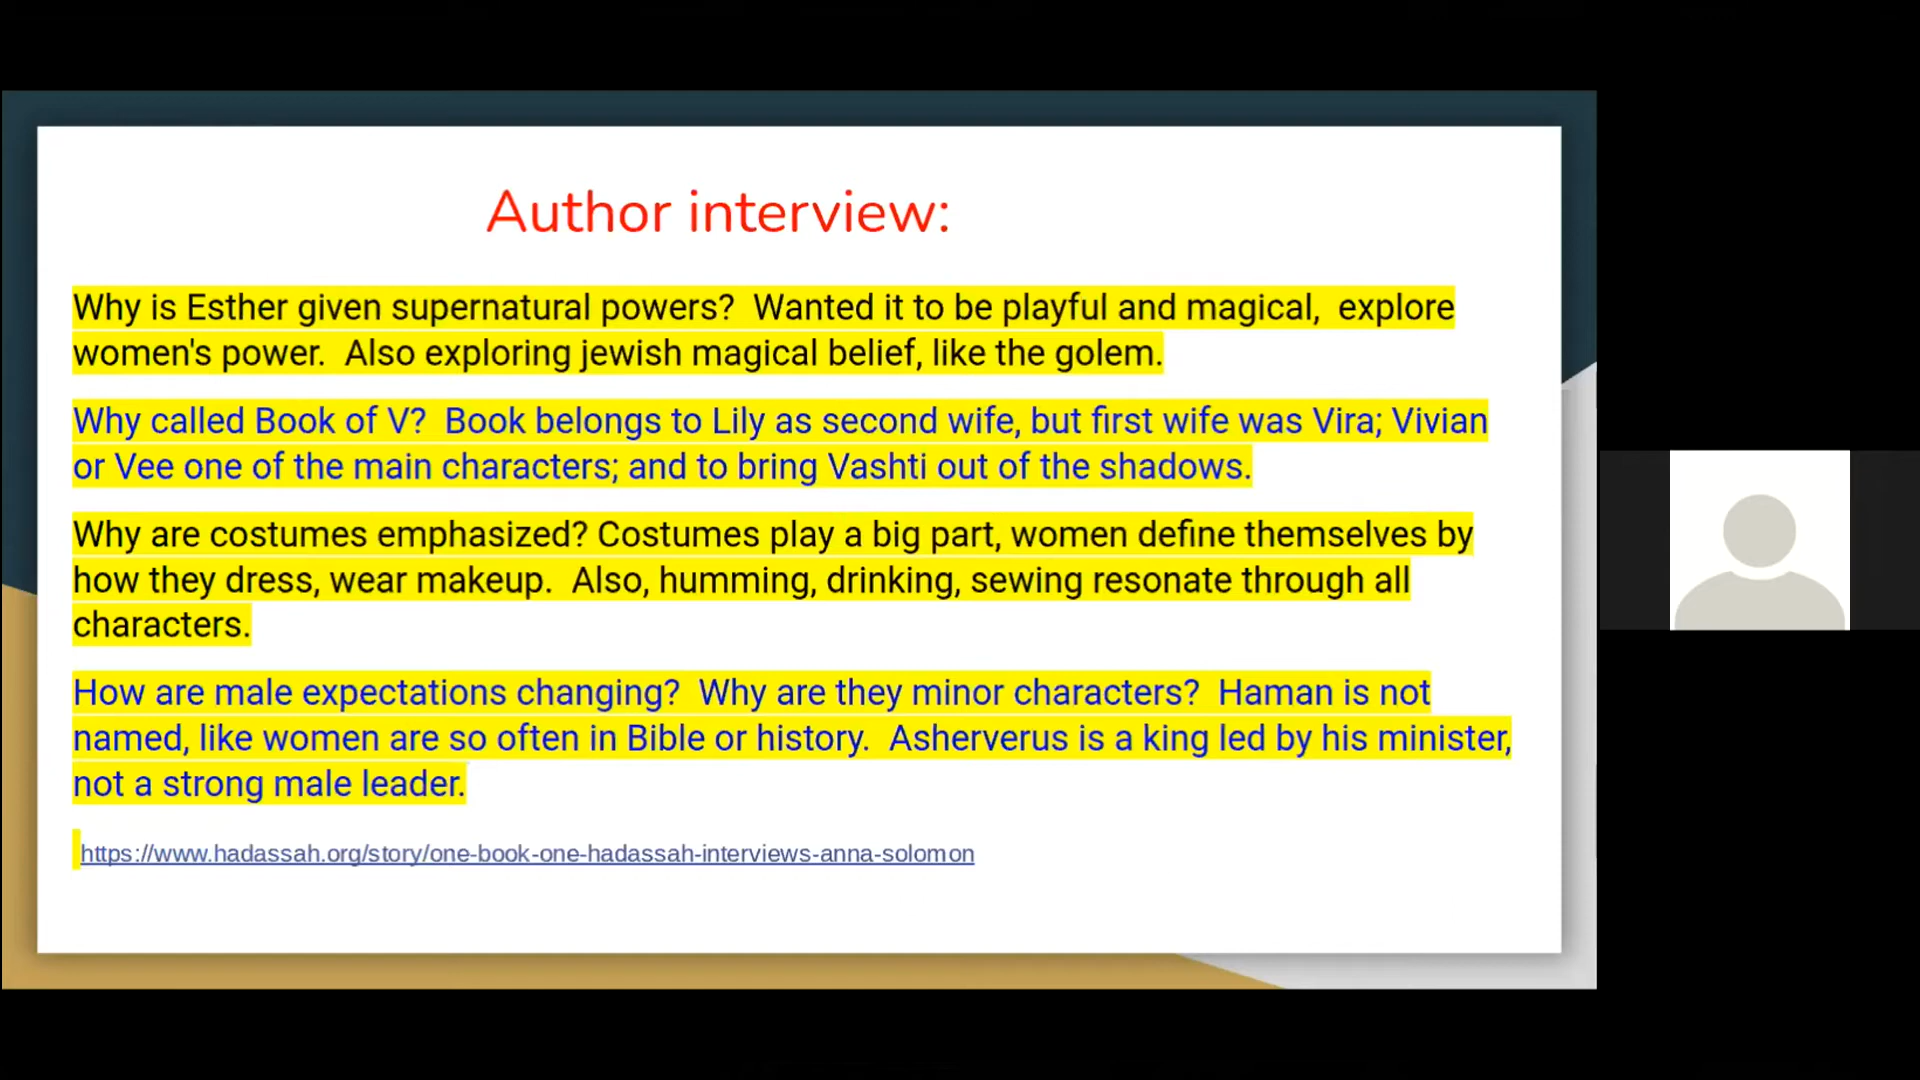 Author interview:
Why is Esther given supernatural powers?  Wanted it to be playful and magical,  explore
women's power.  Also exploring jewish magical belief, like the golem.
Why called Book of V?  Book belongs to Lily as second wife, but first wife was Vira; Vivian
or Vee one of the main characters; and to bring Vashti out of the shadows.
Why are costumes emphasized? Costumes play a big part, women define themselves by
how they dress, wear makeup.  Also, humming, drinking, sewing resonate through all
characters.
How are male expectations changing?  Why are they minor characters?  Haman is not
named, like women are so often in Bible or history.  Asherverus is a king led by his minister,
not a strong male leader.
https://www.hadassah.org/story/one-book-one-hadassah-interviews-anna-solomon